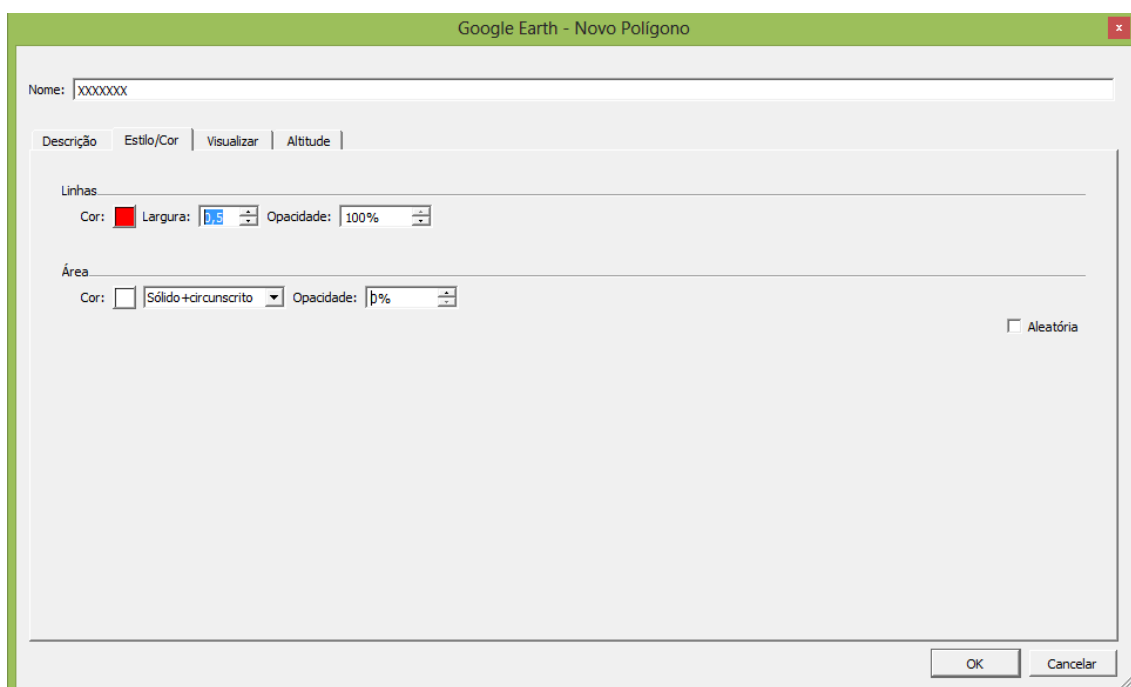 Google Earth - Novo Polígono
x
Nome: XXXXXXX
Descrição Estilo/Cor Visualizar Altitude
Linhas
Cor: Largura: 0,5 Opacidade: 100%
Área
Cor: Sólido+circunscrito Opacidade: 0%
Aleatória
OK Cancelar